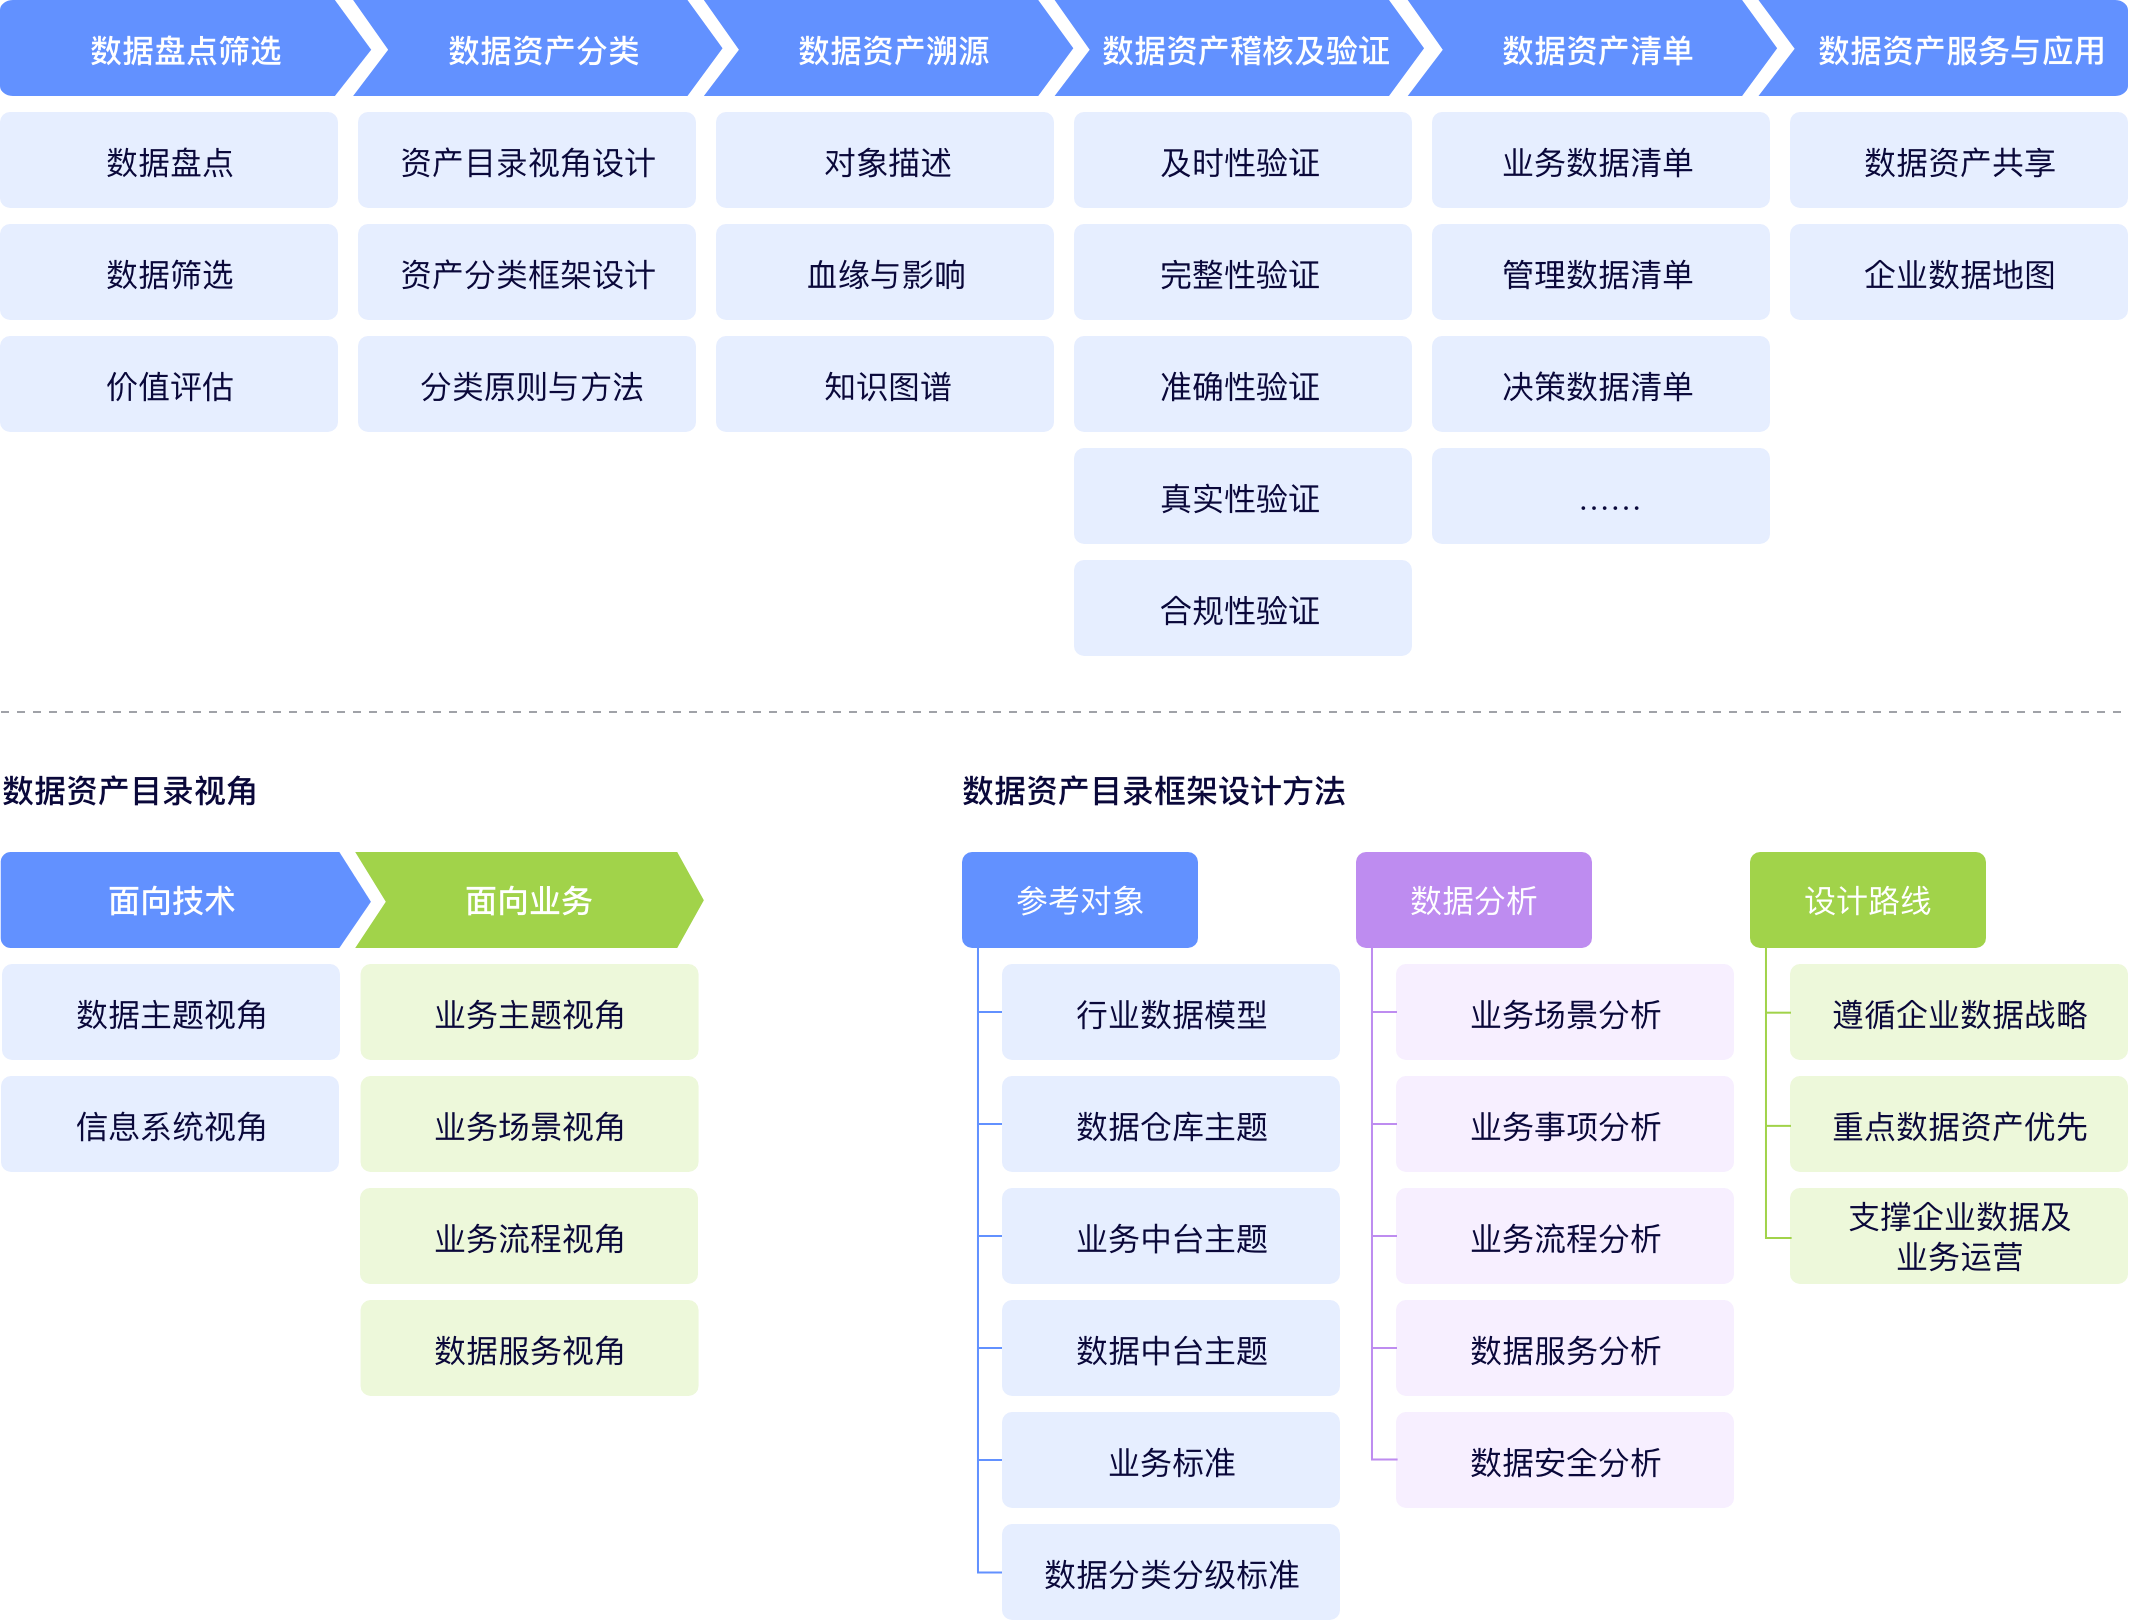 数据盘点筛选
数据资产分类
数据资产溯源
数据资产稽核及验证
数据资产清单
数据资产服务与应用
数据盘点
资产目录视角设计
对象描述
及时性验证
业务数据清单
数据资产共享
数据筛选
资产分类框架设计
血缘与影响
完整性验证
管理数据清单
企业数据地图
价值评估
分类原则与方法
知识图谱
准确性验证
决策数据清单
真实性验证
……
合规性验证
数据资产目录视角
面向技术
面向业务
数据主题视角
业务主题视角
信息系统视角
业务场景视角
业务流程视角
数据服务视角
数据资产目录框架设计方法
参考对象
数据分析
设计路线
行业数据模型
业务场景分析
遵循企业数据战略
数据仓库主题
业务事项分析
重点数据资产优先
业务中台主题
业务流程分析
支撑企业数据及
业务运营
数据中台主题
数据服务分析
业务标准
数据安全分析
数据分类分级标准